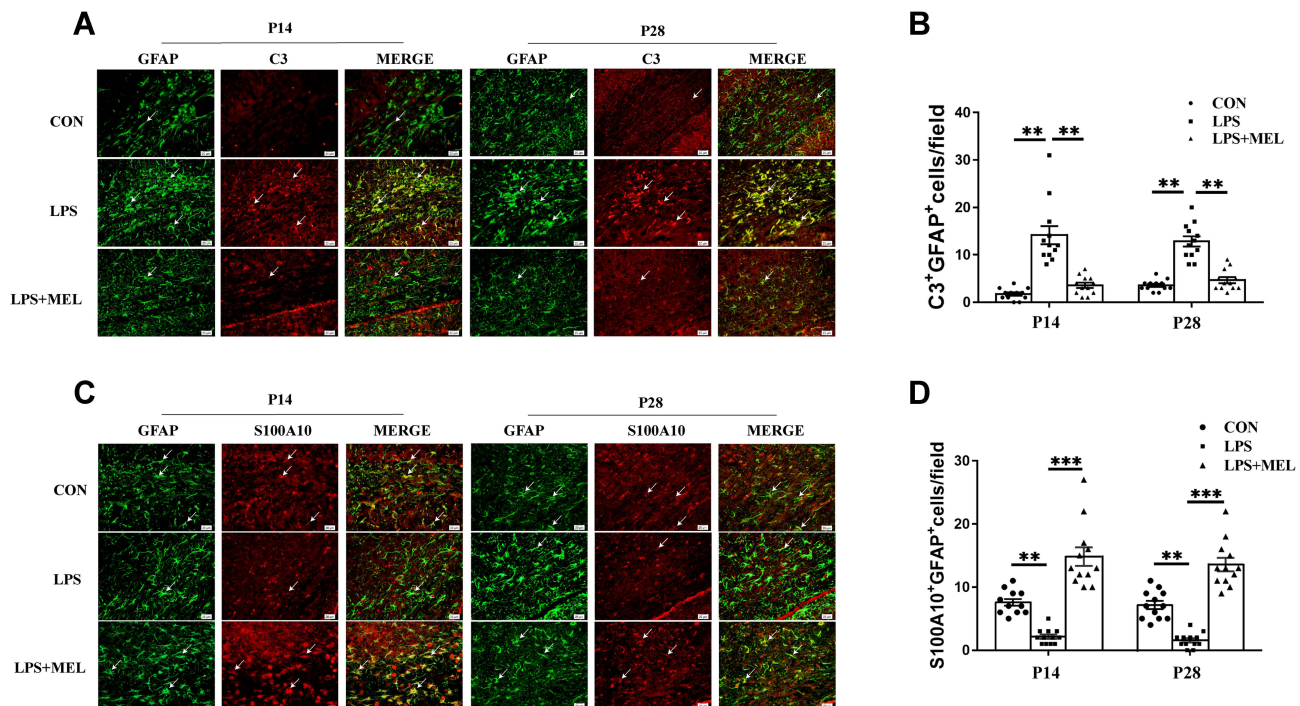 A
P14
P28
GFAP
C3
MERGE
GFAP
C3
MERGE
CON
LPS
LPS+MEL
B
CON
LPS
LPS+MEL
** **
** **
C3+GFAP+cells/field
40
30
20
10
0
P14
P28
C
P14
P28
GFAP
S100A10
MERGE
GFAP
S100A10
MERGE
CON
LPS
LPS+MEL
D
CON
LPS
LPS+MEL
***
***
**
**
S100A10+GFAP+cells/field
30
20
10
0
P14
P28